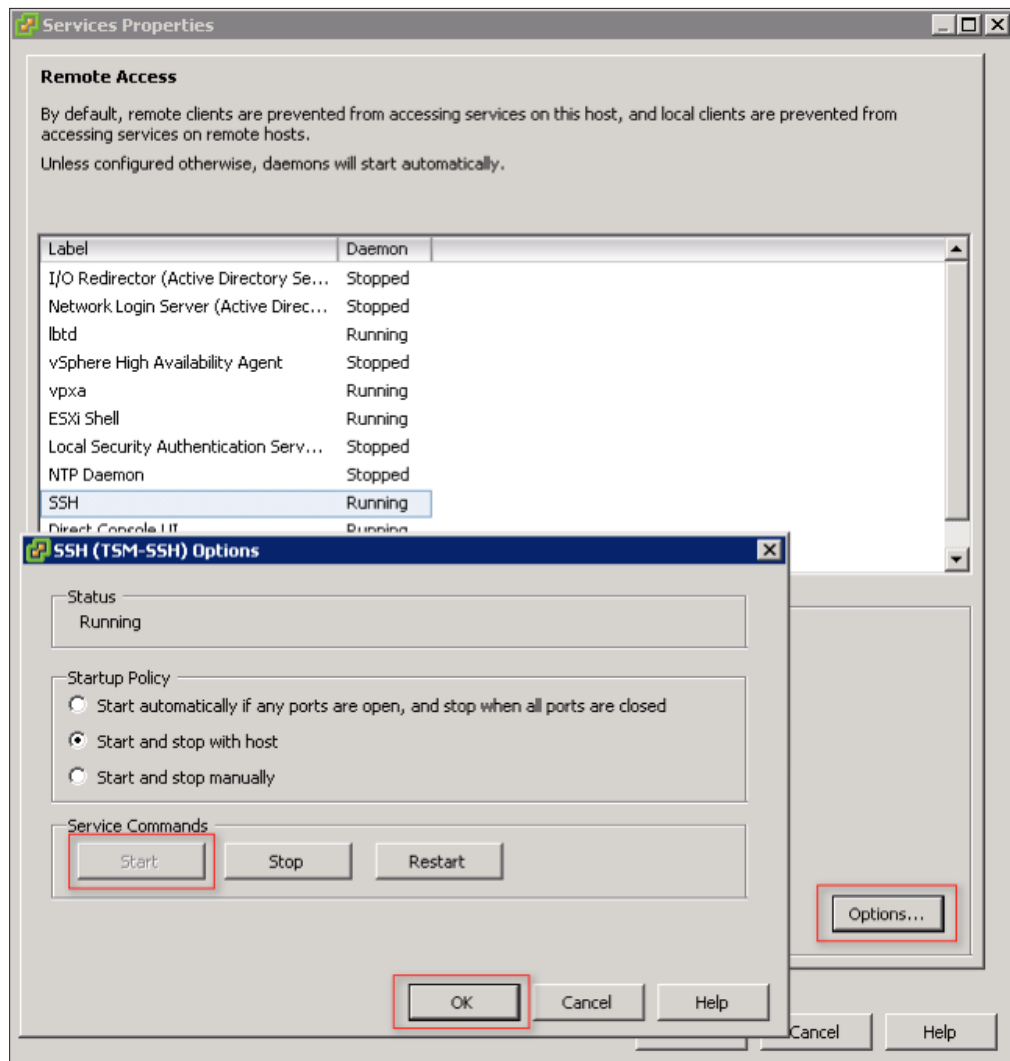 Services Properties
Remote Access
By default, remote clients are prevented from accessing services on this host, and local clients are prevented from
accessing services on remote hosts.
Unless configured otherwise, daemons will start automatically.
Label Daemon
I/O Redirector (Active Directory Se... Stopped
Network Login Server (Active Direc... Stopped
lbtd Running
vSphere High Availability Agent Stopped
vpxa Running
ESXi Shell Running
Local Security Authentication Serv... Stopped
NTP Daemon Stopped
SSH Running
Direct Console UI Running
SSH (TSM-SSH) Options
Status
Running
Startup Policy
Start automatically if any ports are open, and stop when all ports are closed
Start and stop with host
Start and stop manually
Service Commands
Start Stop Restart
Options...
OK Cancel Help
Cancel Help